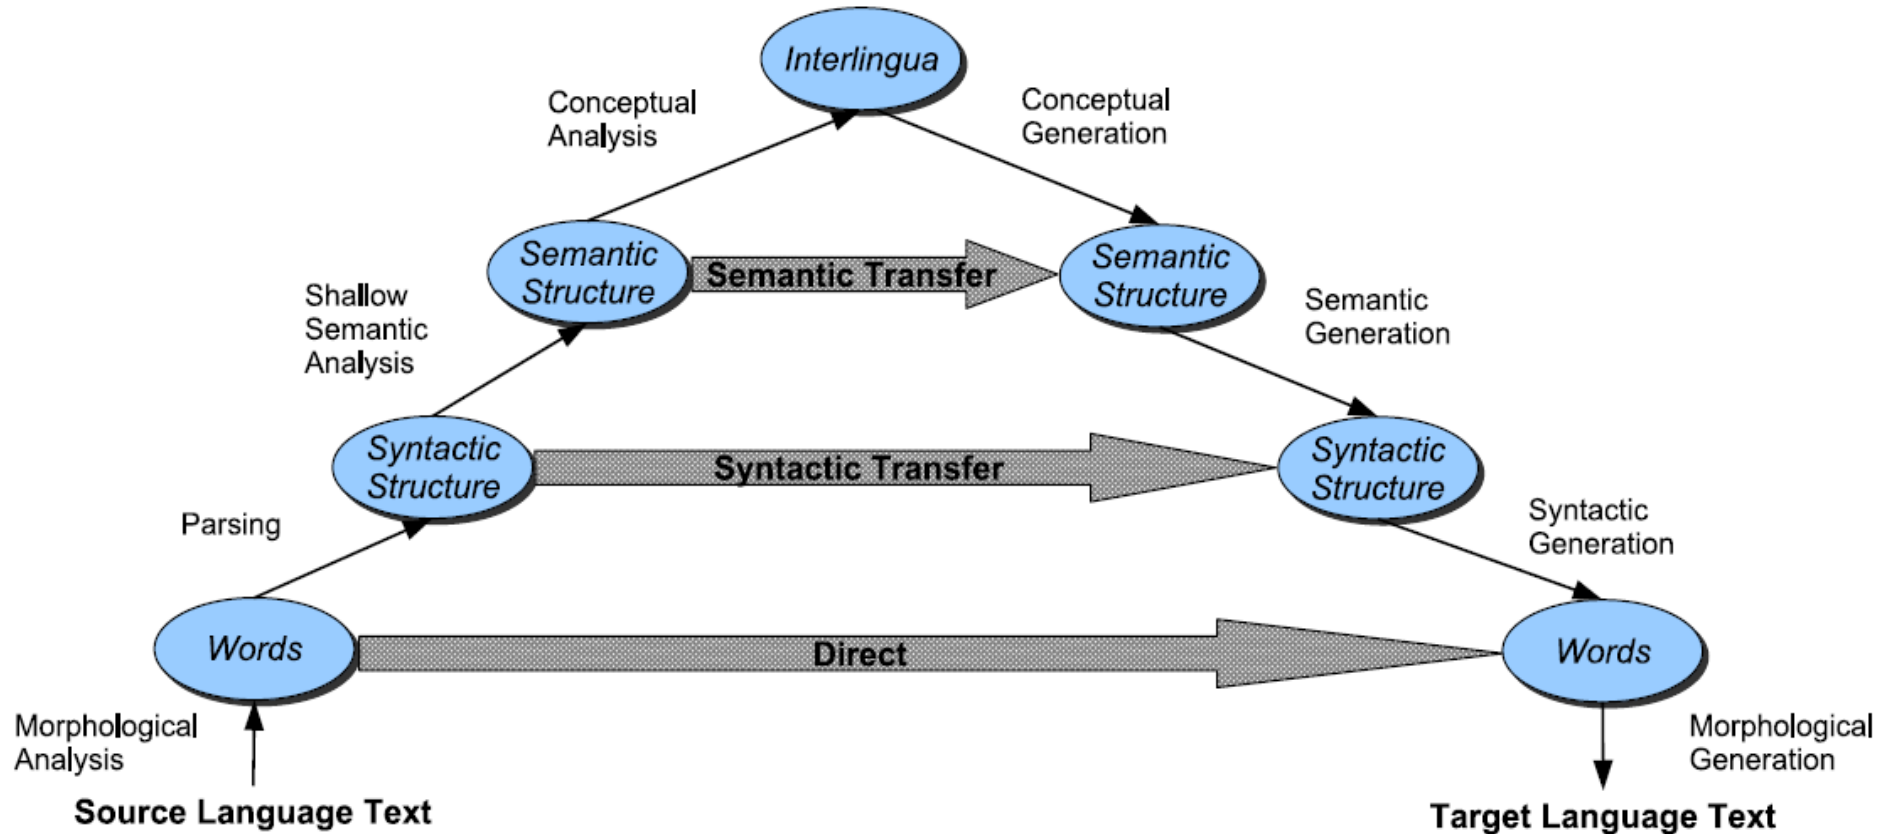 Interlingua
Conceptual
Analysis
Conceptual
Generation
Semantic
Structure
Semantic Transfer
Semantic
Structure
Shallow
Semantic
Analysis
Semantic
Generation
Syntactic
Structure
Syntactic Transfer
Syntactic
Structure
Parsing
Syntactic
Generation
Words
Direct
Words
Morphological
Analysis
Morphological
Generation
Source Language Text
Target Language Text